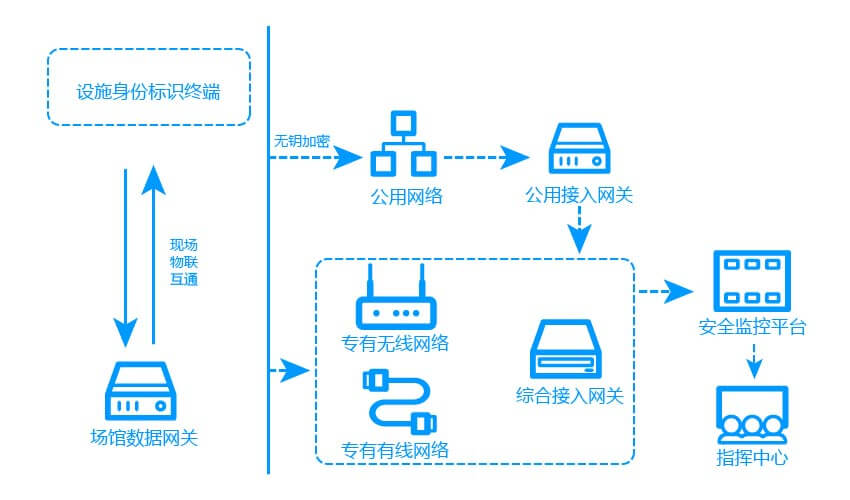 设施身份标识终端
无钥加密
公用网络
公用接入网关
现场
物联
互通
专有无线网络
安全监控平台
综合接入网关
场馆数据网关
专有有线网络
指挥中心